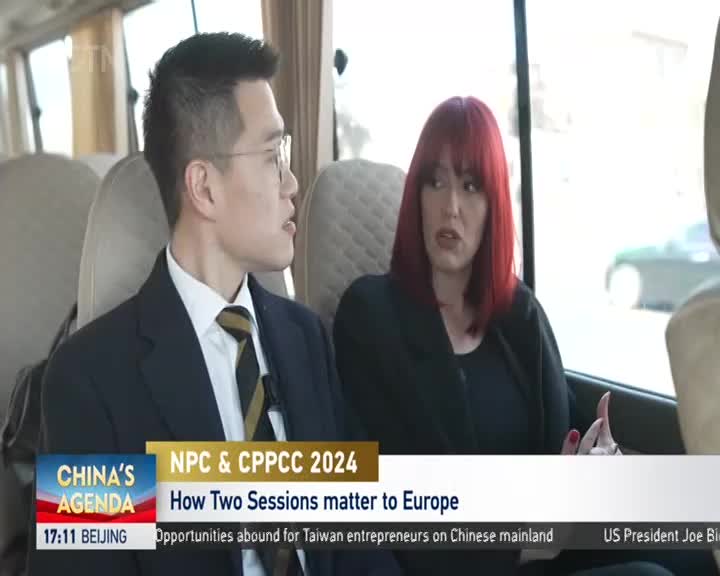 NPC & CPPCC 2024
CHINA'S
AGENDA
How Two Sessions matter to Europe
17:11 BEIJING
Opportunities abound for Taiwan entrepreneurs on Chinese mainland
US President Joe